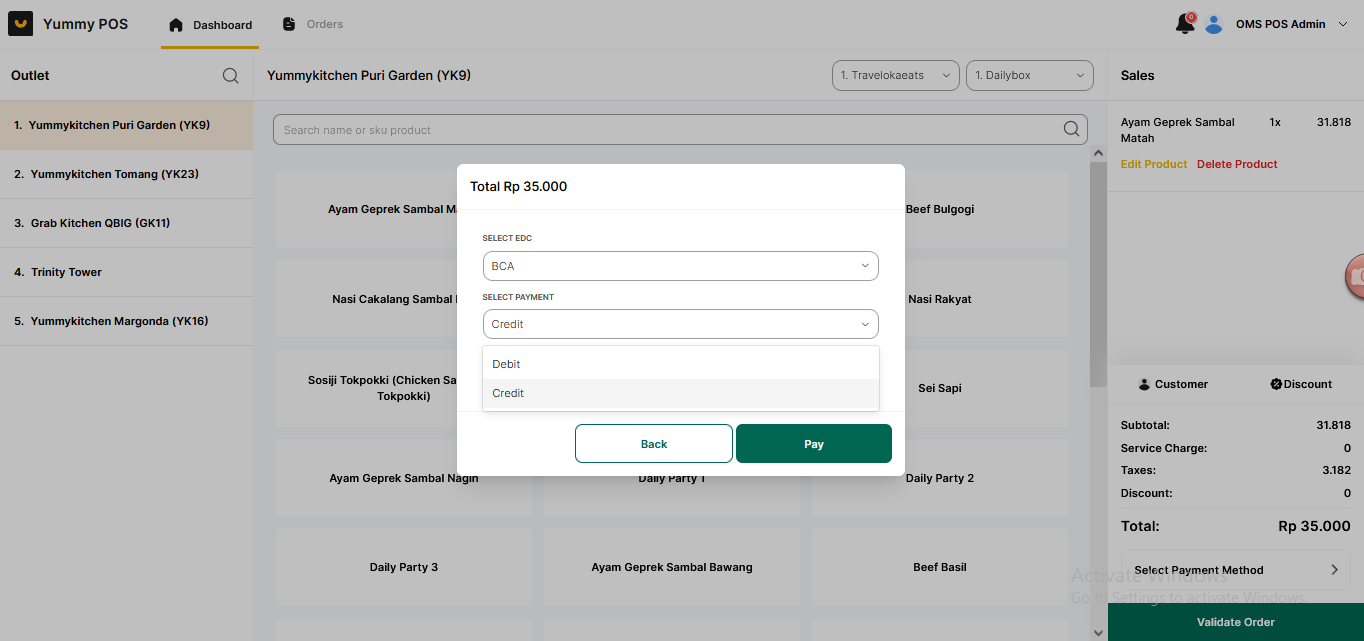 Yummy POS
Dashboard
Orders
0
OMS POS Admin
Outlet
Yummykitchen Puri Garden (YK9)
1. Travelokaeats
1. Dailybox
Sales
1. Yummykitchen Puri Garden (YK9)
2. Yummykitchen Tomang (YK23)
3. Grab Kitchen QBIG (GK11)
4. Trinity Tower
5. Yummykitchen Margonda (YK16)
Search name or sku product
Ayam Geprek Sambal Ma
Beef Bulgogi
Nasi Cakalang Sambal
Nasi Rakyat
Sosiji Tokpokki (Chicken Sa
Tokpokki)
Sei Sapi
Ayam Geprek Sambal Nagih
Daily Party 1
Daily Party 2
Daily Party 3
Ayam Geprek Sambal Bawang
Beef Basil
Total Rp 35.000
SELECT EDC
BCA
SELECT PAYMENT
Credit
Debit
Credit
Back
Pay
Ayam Geprek Sambal 1x 31.818
Matah
Edit Product Delete Product
Customer
Discount
Subtotal: 31.818
Service Charge: 0
Taxes: 3.182
Discount: 0
Total: Rp 35.000
Select Payment Method
Activate Windows
Go to Settings to activate Windows.
Validate Order